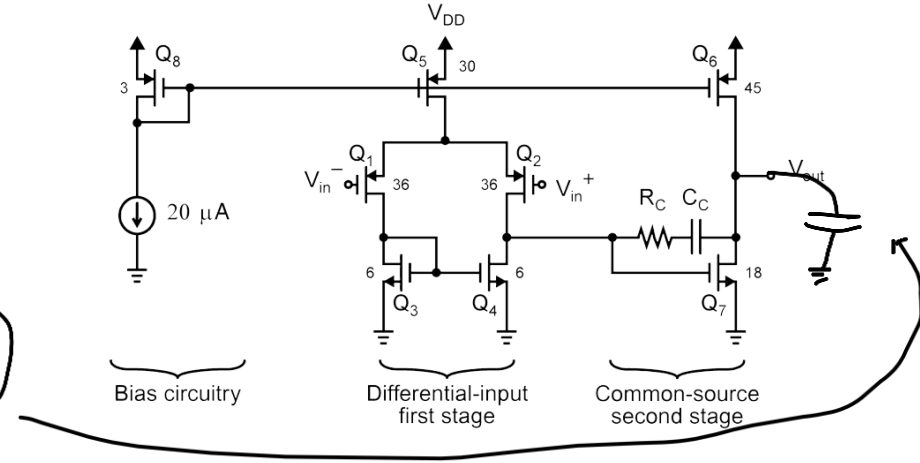 V_DD
Q_8
Q_5
Q_6
3
30
45
Q_1
Q_2
V_in^-
36
36
V_in^+
V_out
20 μA
R_C C_C
6
6
18
Q_3
Q_4
Q_7
Bias circuitry
Differential-input
first stage
Common-source
second stage